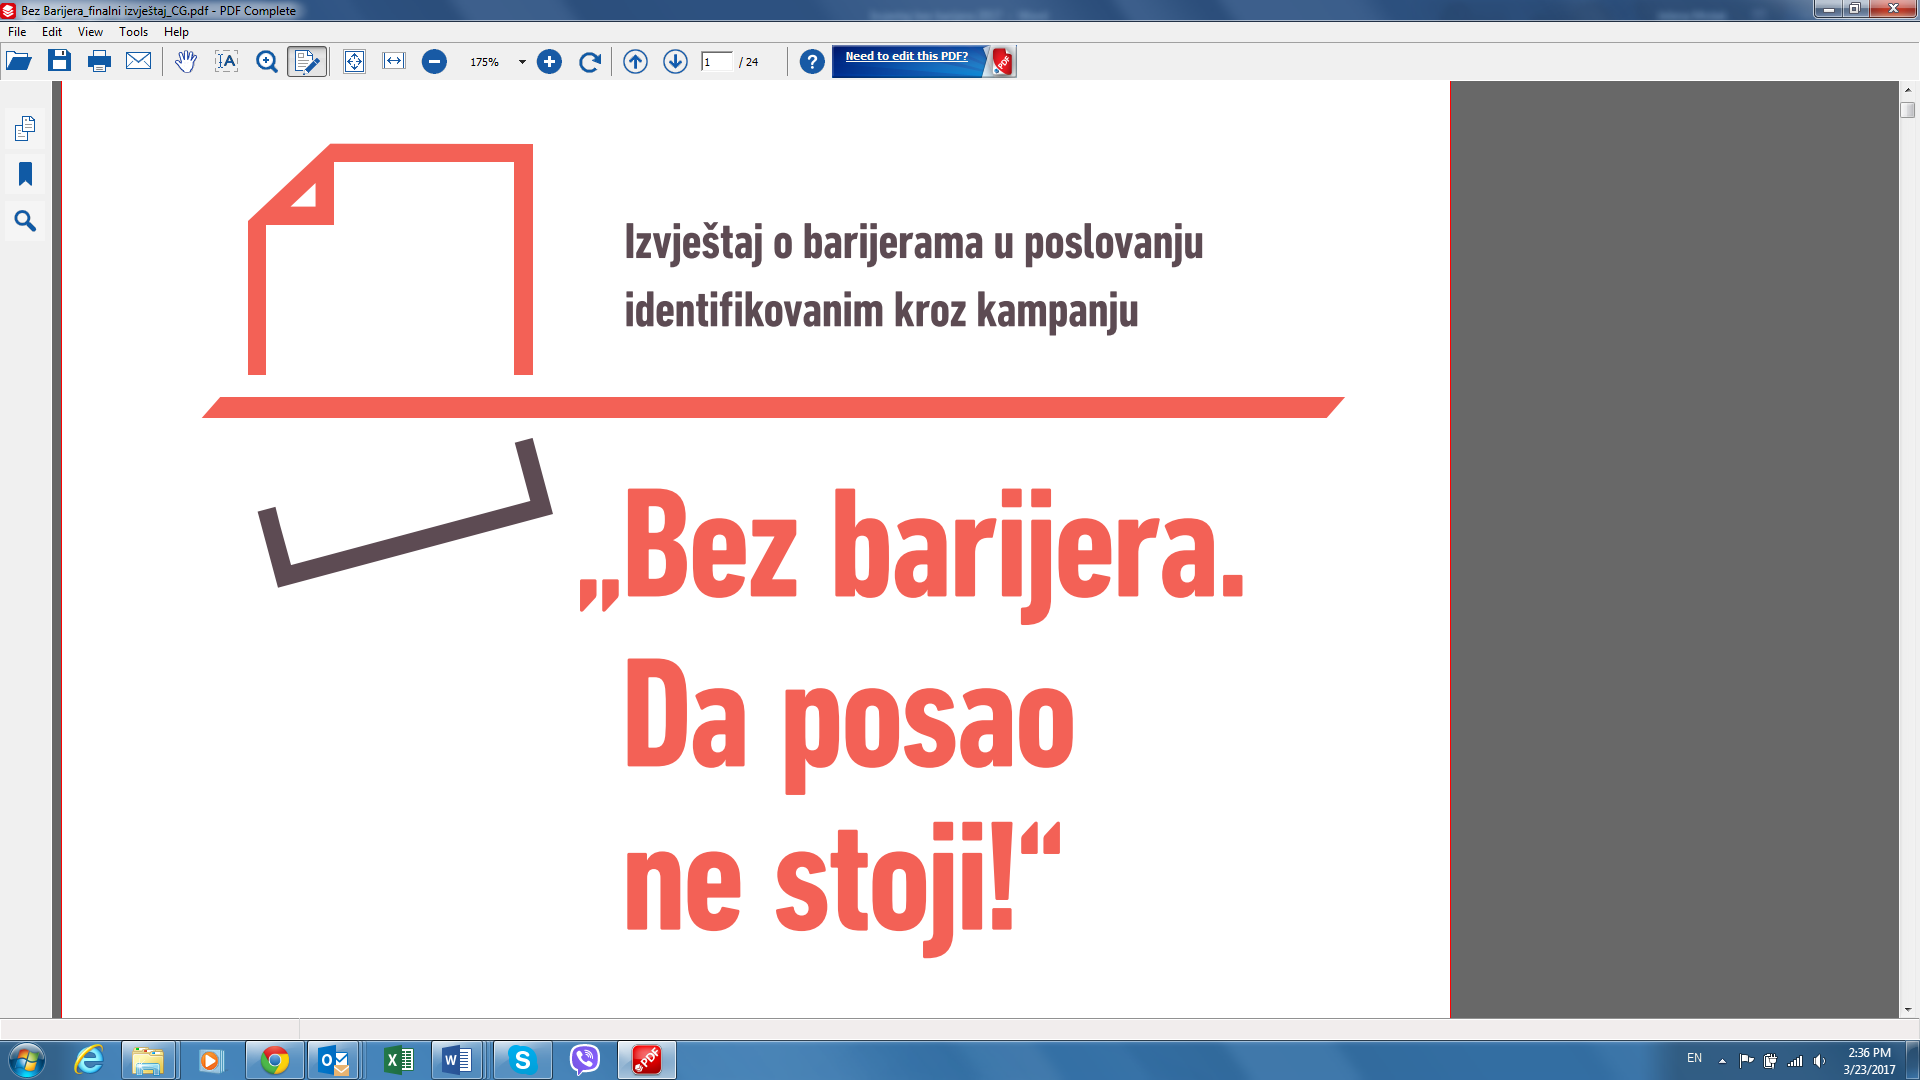 Bez Barijera_finalni izvještaj_CG.pdf - PDF Complete
File Edit View Tools Help
175% 1 / 24 Need to edit this PDF?
Izvještaj o barijerama u poslovanju
identifikovanim kroz kampanju
„Bez barijera.
Da posao
ne stoji!“
EN
2:36 PM
3/23/2017